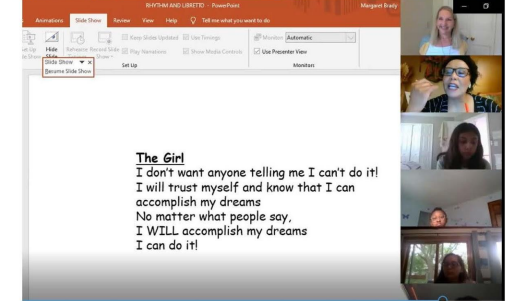 RHYTHM AND LIBRETTO - PowerPoint
Margaret Brady
Animations Slide Show Review View Help Tell me what you want to do
Keep Slides Updated Use Timings Monitor: Automatic
Hide Rehearse Record Slide Play Narrations Show Media Controls Use Presenter View
Slide Show
Set Up Monitors
Slide Show
Resume Slide Show
The Girl
I don't want anyone telling me I can't do it!
I will trust myself and know that I can
accomplish my dreams
No matter what people say,
I WILL accomplish my dreams
I can do it!